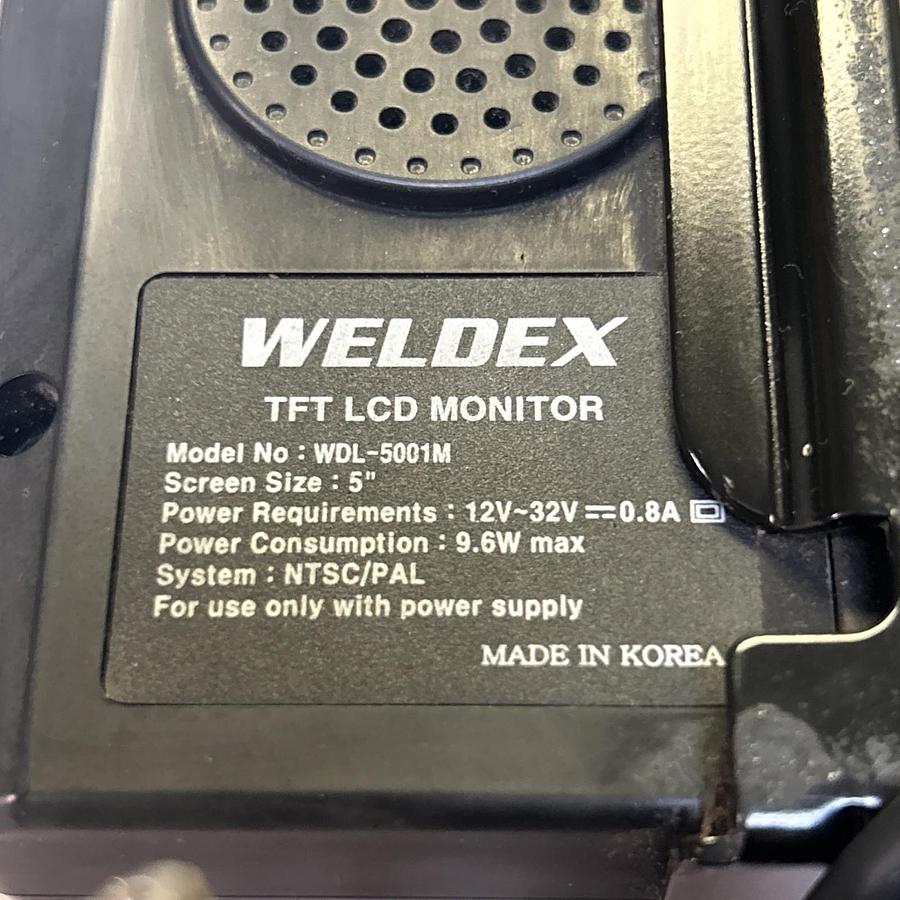 WELDEX
TFT LCD MONITOR
Model No : WDL-5001M
Screen Size : 5"
Power Requirements : 12V~32V ⎓0.8A
Power Consumption : 9.6W max
System : NTSC/PAL
For use only with power supply
MADE IN KOREA